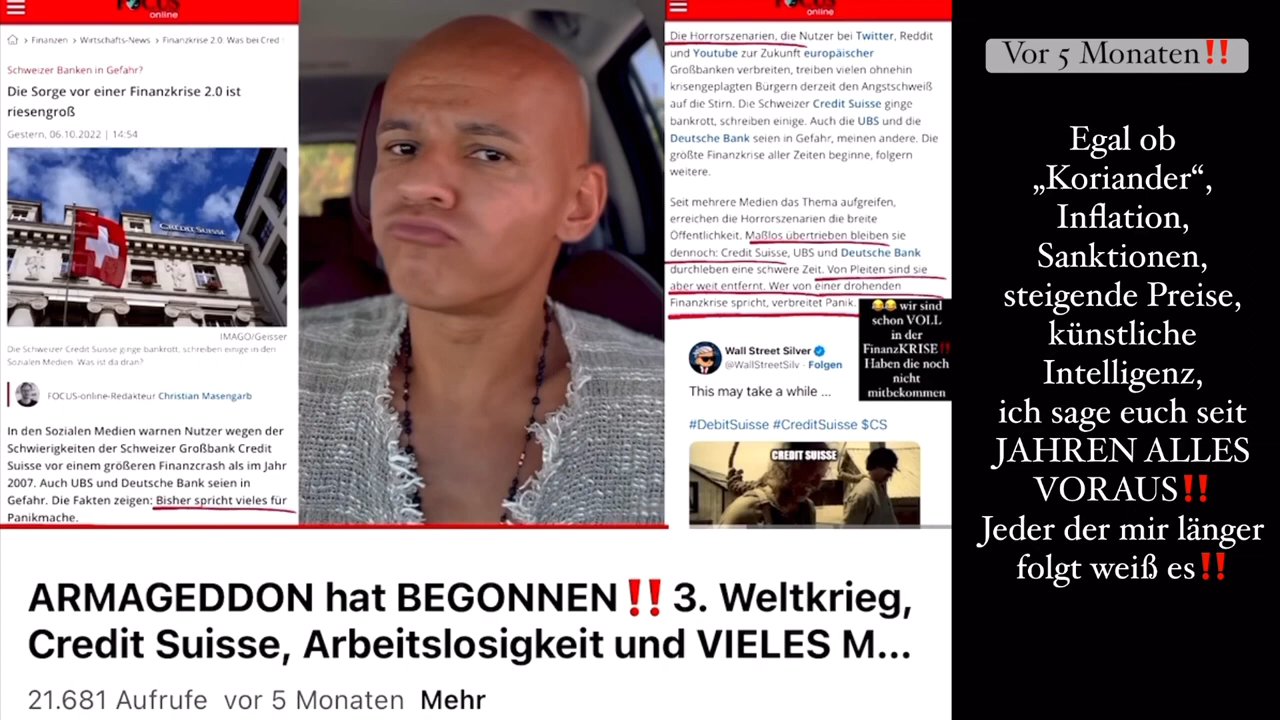 FOCUS
online
Finanzen > Wirtschafts-News > Finanzkrise 2.0: Was bei Cred
Schweizer Banken in Gefahr?
Die Sorge vor einer Finanzkrise 2.0 ist
riesengroß
Gestern, 06.10.2022 | 14:54
CREDIT SUISSE
IMAGO/Geisser
Die Schweizer Credit Suisse ginge bankrott, schreiben einige in den
Sozialen Medien. Was ist da dran?
FOCUS-online-Redakteur Christian Masengarb
In den Sozialen Medien warnen Nutzer wegen der
Schwierigkeiten der Schweizer Großbank Credit
Suisse vor einem größeren Finanzcrash als im Jahr
2007. Auch UBS und Deutsche Bank seien in
Gefahr. Die Fakten zeigen: Bisher spricht vieles für
Panikmache.
FOCUS
online
Die Horrorszenarien, die Nutzer bei Twitter, Reddit
und Youtube zur Zukunft europäischer
Großbanken verbreiten, treiben vielen ohnehin
krisengeplagten Bürgern derzeit den Angstschweiß
auf die Stirn. Die Schweizer Credit Suisse ginge
bankrott, schreiben einige. Auch die UBS und die
Deutsche Bank seien in Gefahr, meinen andere. Die
größte Finanzkrise aller Zeiten beginne, folgern
weitere.
Seit mehrere Medien das Thema aufgreifen,
erreichen die Horrorszenarien die breite
Öffentlichkeit. Maßlos übertrieben bleiben sie
dennoch: Credit Suisse, UBS und Deutsche Bank
durchleben eine schwere Zeit. Von Pleiten sind sie
aber weit entfernt. Wer von einer drohenden
Finanzkrise spricht, verbreitet Panik.
😂😂 wir sind
schon VOLL
in der
FinanzKRISE‼️
Haben die noch
nicht
mitbekommen
Wall Street Silver
@WallStreetSilv · Folgen
This may take a while ...
#DebitSuisse #CreditSuisse $CS
CREDIT SUISSE
ARMAGEDDON hat BEGONNEN‼️ 3. Weltkrieg,
Credit Suisse, Arbeitslosigkeit und VIELES M...
21.681 Aufrufe vor 5 Monaten Mehr
Vor 5 Monaten‼️
Egal ob
„Koriander“,
Inflation,
Sanktionen,
steigende Preise,
künstliche
Intelligenz,
ich sage euch seit
JAHREN ALLES
VORAUS‼️
Jeder der mir länger
folgt weiß es‼️